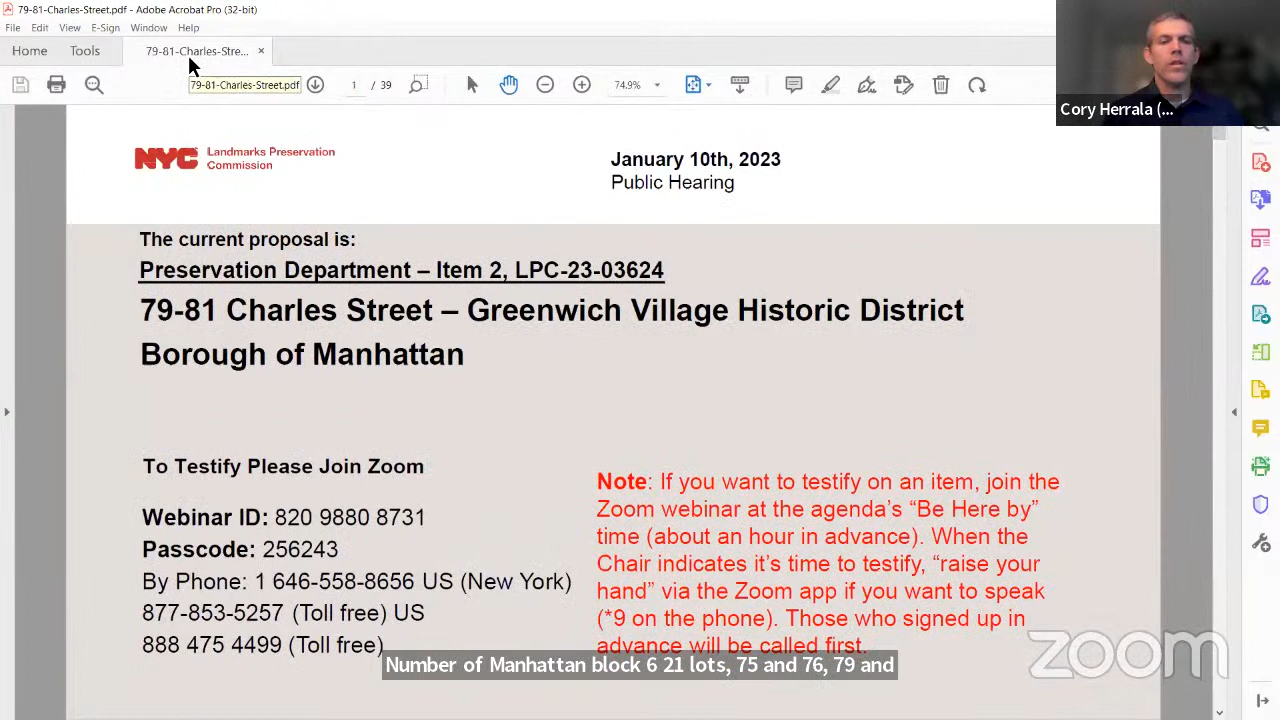 79-81-Charles-Street.pdf - Adobe Acrobat Pro (32-bit)
File Edit View E-Sign Window Help
Home Tools 79-81-Charles-Stre... ×
79-81-Charles-Street.pdf 1 / 39 74.9%
Cory Herrala (...
NYC Landmarks Preservation
Commission
January 10th, 2023
Public Hearing
The current proposal is:
Preservation Department – Item 2, LPC-23-03624
79-81 Charles Street – Greenwich Village Historic District
Borough of Manhattan
To Testify Please Join Zoom
Webinar ID: 820 9880 8731
Passcode: 256243
By Phone: 1 646-558-8656 US (New York)
877-853-5257 (Toll free) US
888 475 4499 (Toll free)
Note: If you want to testify on an item, join the
Zoom webinar at the agenda’s “Be Here by”
time (about an hour in advance). When the
Chair indicates it’s time to testify, “raise your
hand” via the Zoom app if you want to speak
(*9 on the phone). Those who signed up in
advance will be called first.
zoom
Number of Manhattan block 6 21 lots, 75 and 76, 79 and